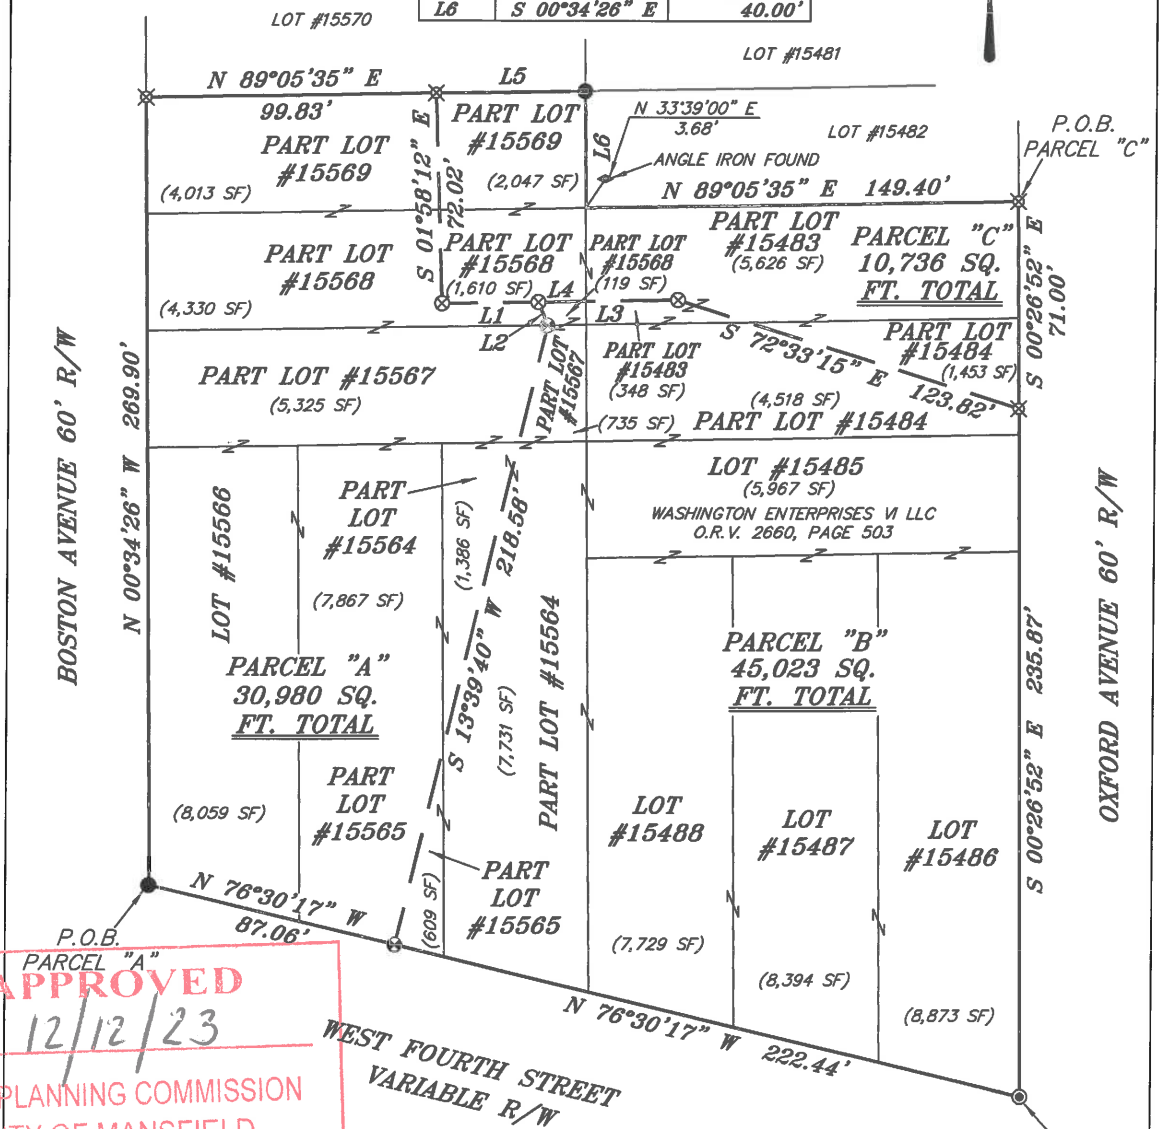 L6 S 00°34'26" E 40.00'
LOT #15570
LOT #15481
N 89°05'35" E
99.83'
L5
PART LOT
#15569
(2,047 SF)
N 33°39'00" E
3.68'
L6
ANGLE IRON FOUND
LOT #15482
P.O.B.
PARCEL "C"
PART LOT
#15569
(4,013 SF)
S 01°58'12" E
72.02'
N 89°05'35" E 149.40'
PART LOT
#15568
(4,330 SF)
PART LOT
#15568
(1,610 SF)
PART LOT
#15568
(119 SF)
PART LOT
#15483
(5,626 SF)
PARCEL "C"
10,736 SQ.
FT. TOTAL
S 00°26'52" E
71.00'
L4
L1
L2
L3
S 72°33'15" E
123.82'
PART LOT
#15484
(1,453 SF)
PART LOT #15567
(5,325 SF)
PART LOT
#15567
(735 SF)
PART LOT
#15483
(348 SF)
(4,518 SF)
PART LOT #15484
BOSTON AVENUE 60' R/W
N 00°34'26" W 269.90'
LOT #15566
(8,059 SF)
PART
LOT
#15564
(7,867 SF)
(1,386 SF)
S 13°39'40" W 218.58'
(7,731 SF)
PART LOT #15564
LOT #15485
(5,967 SF)
WASHINGTON ENTERPRISES VI LLC
O.R.V. 2660, PAGE 503
PARCEL "A"
30,980 SQ.
FT. TOTAL
PARCEL "B"
45,023 SQ.
FT. TOTAL
S 00°26'52" E 235.87'
OXFORD AVENUE 60' R/W
PART
LOT
#15565
PART
LOT
#15565
(609 SF)
LOT
#15488
(7,729 SF)
LOT
#15487
(8,394 SF)
LOT
#15486
(8,873 SF)
N 76°30'17" W
87.06'
P.O.B.
PARCEL "A"
N 76°30'17" W 222.44'
WEST FOURTH STREET
VARIABLE R/W
APPROVED
12/12/23
PLANNING COMMISSION
CITY OF MANSFIELD